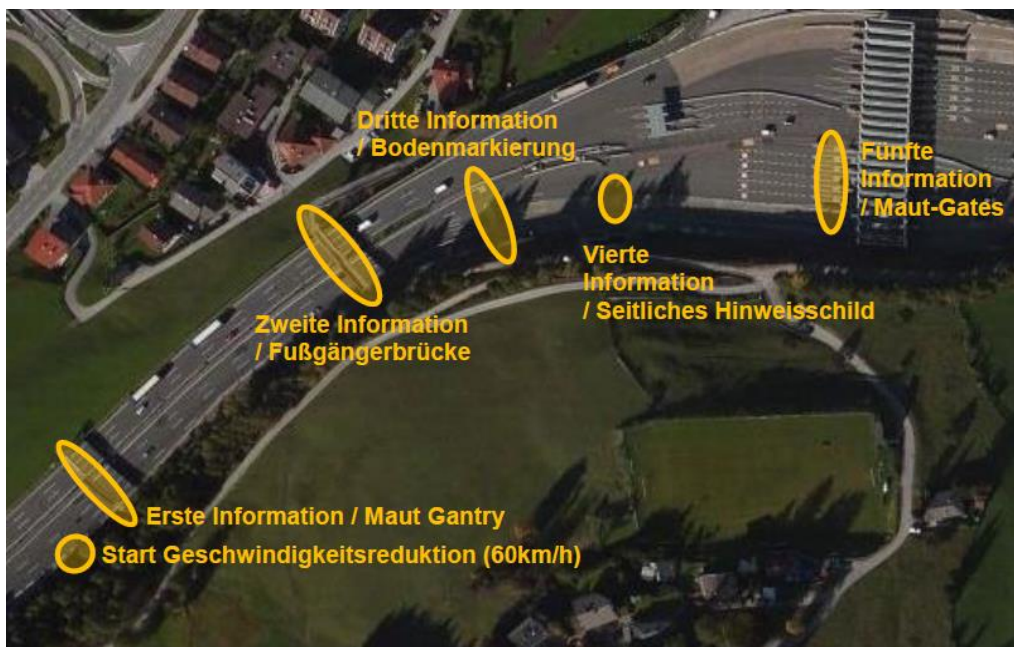 Dritte Information
/ Bodenmarkierung
Fünfte
Information
/ Maut-Gates
Vierte
Information
/ Seitliches Hinweisschild
Zweite Information
/ Fußgängerbrücke
Erste Information / Maut Gantry
Start Geschwindigkeitsreduktion (60km/h)